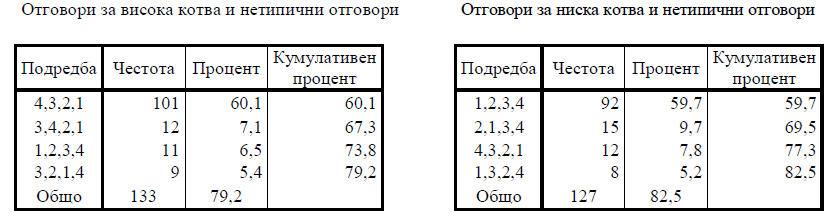 Отговори за висока котва и нетипични отговори
Подредба Честота Процент Кумулативен процент
4,3,2,1 101 60,1 60,1
3,4,2,1 12 7,1 67,3
1,2,3,4 11 6,5 73,8
3,2,1,4 9 5,4 79,2
Общо 133 79,2
Отговори за ниска котва и нетипични отговори
Подредба Честота Процент Кумулативен процент
1,2,3,4 92 59,7 59,7
2,1,3,4 15 9,7 69,5
4,3,2,1 12 7,8 77,3
1,3,2,4 8 5,2 82,5
Общо 127 82,5